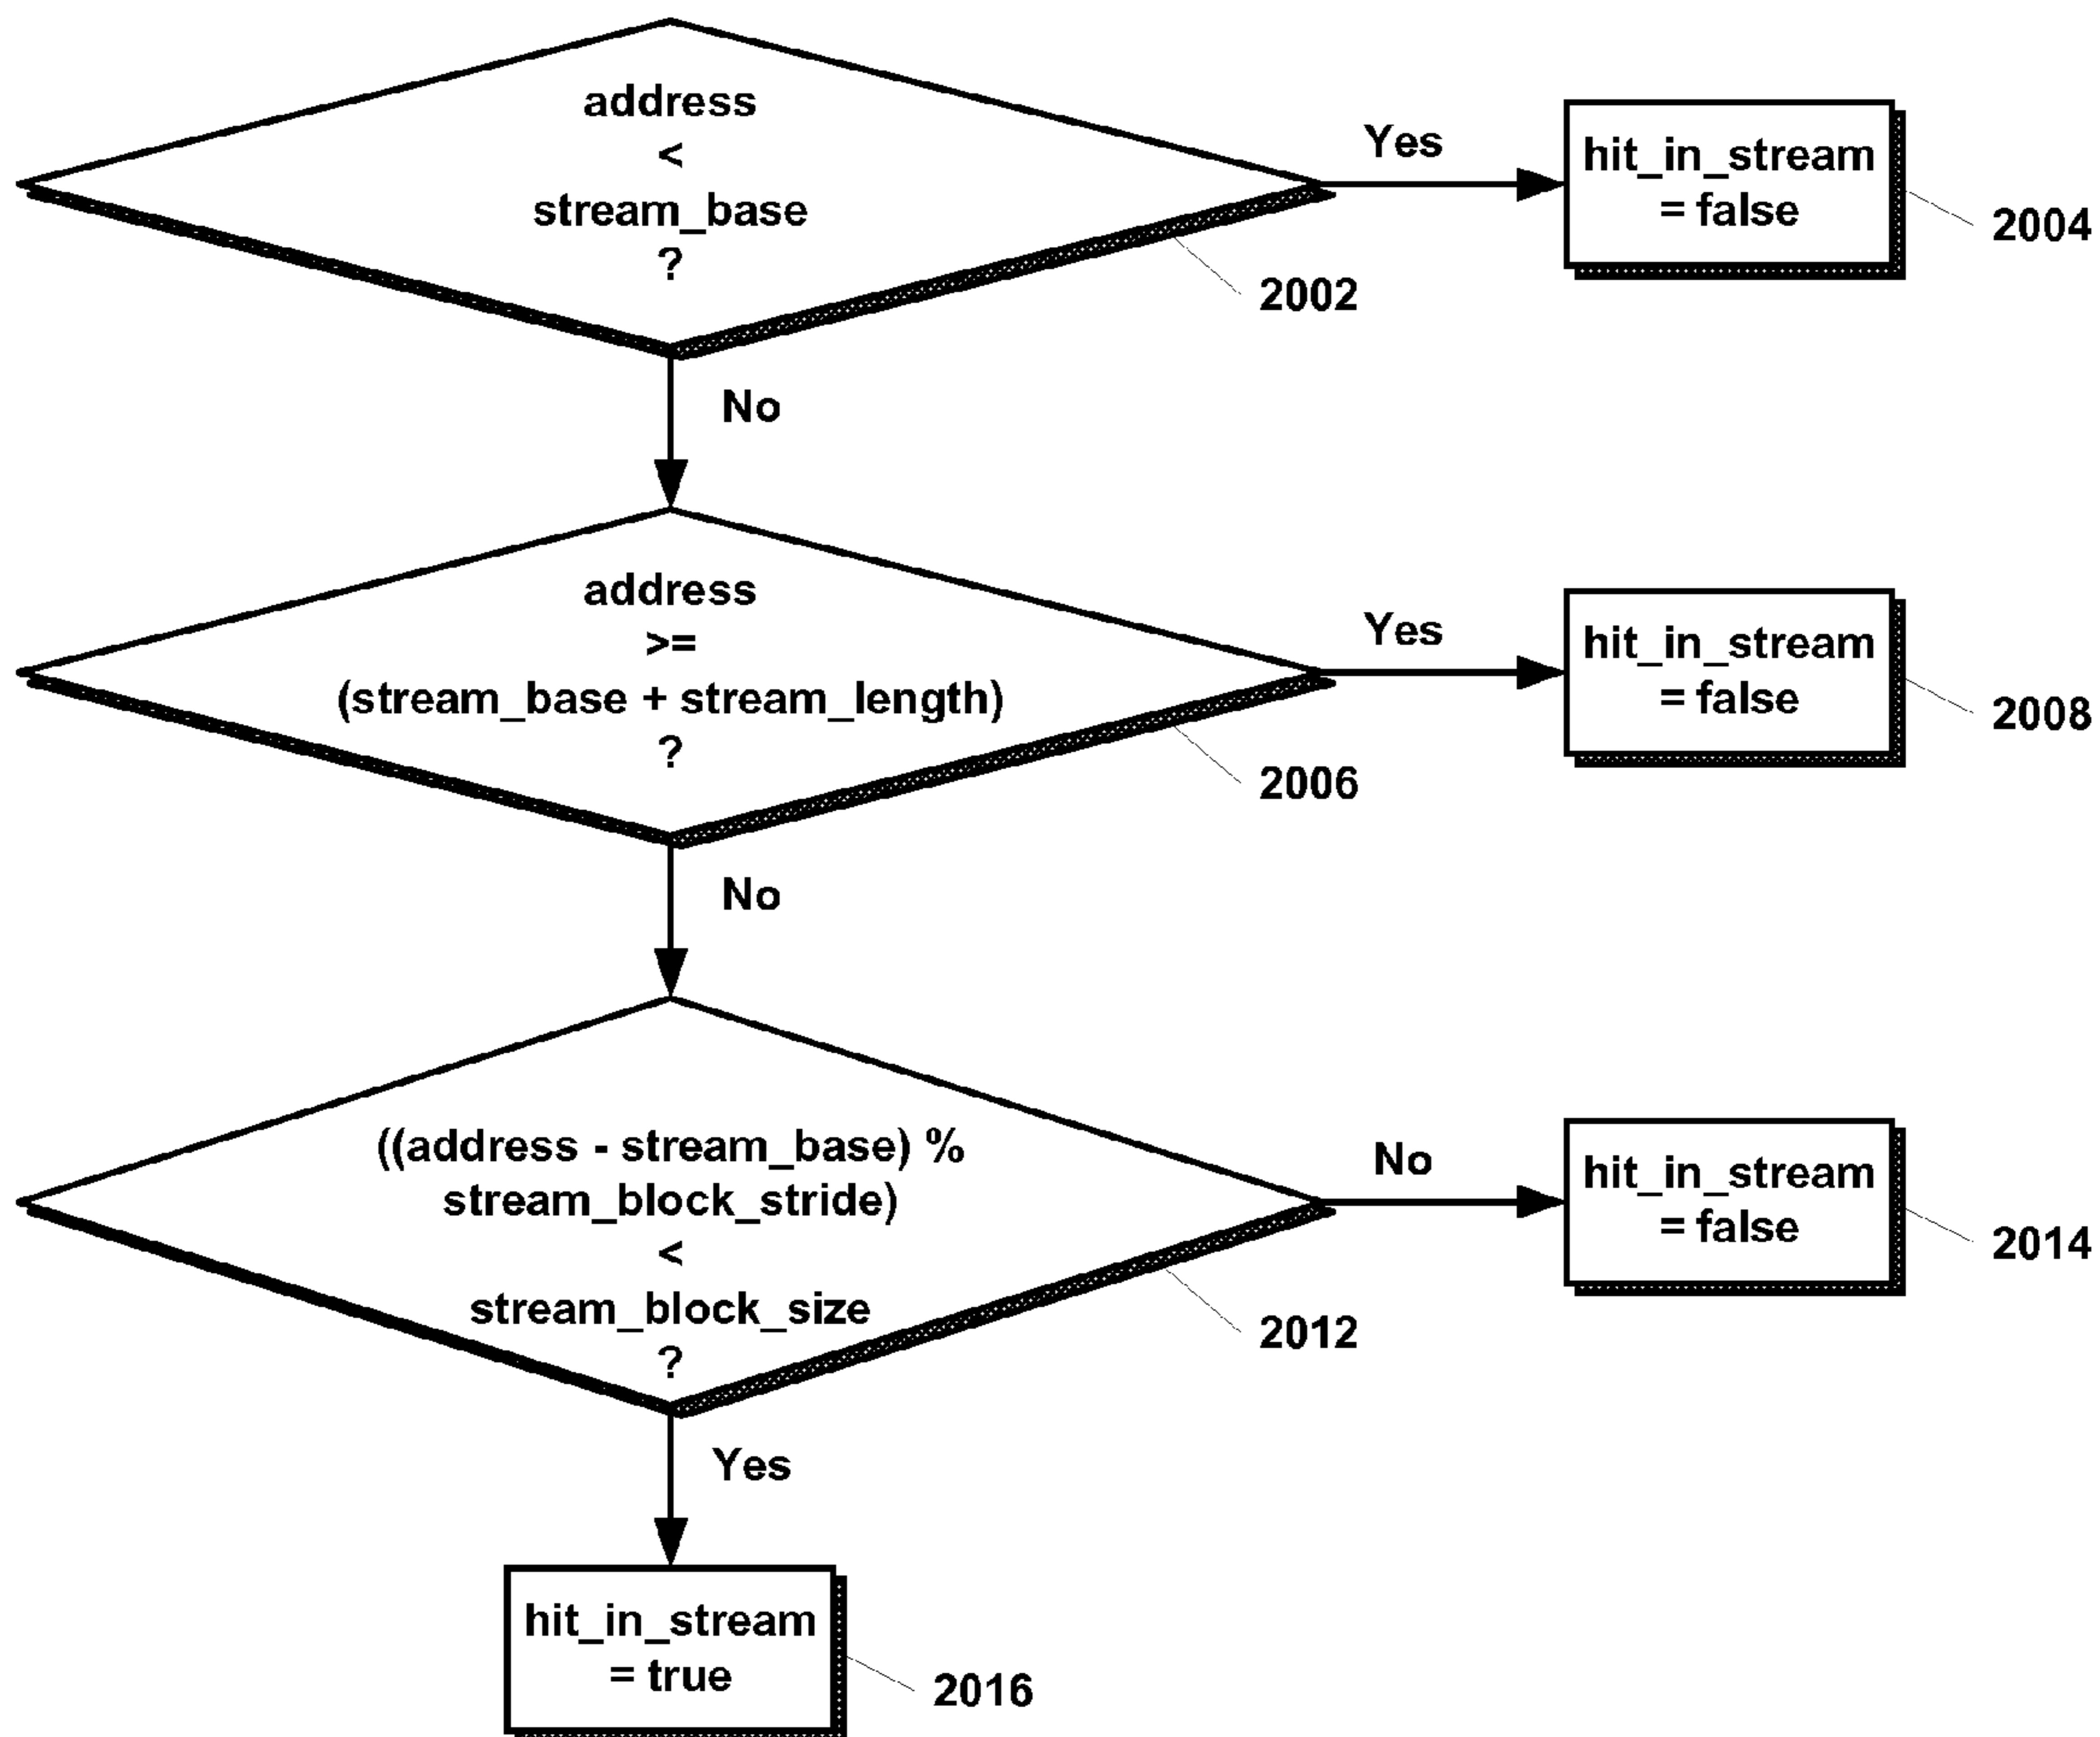 address
<
stream_base
?
2002
Yes
hit_in_stream
= false
2004
No
address
>=
(stream_base + stream_length)
?
2006
Yes
hit_in_stream
= false
2008
No
((address - stream_base) %
stream_block_stride)
<
stream_block_size
?
2012
No
hit_in_stream
= false
2014
Yes
hit_in_stream
= true
2016